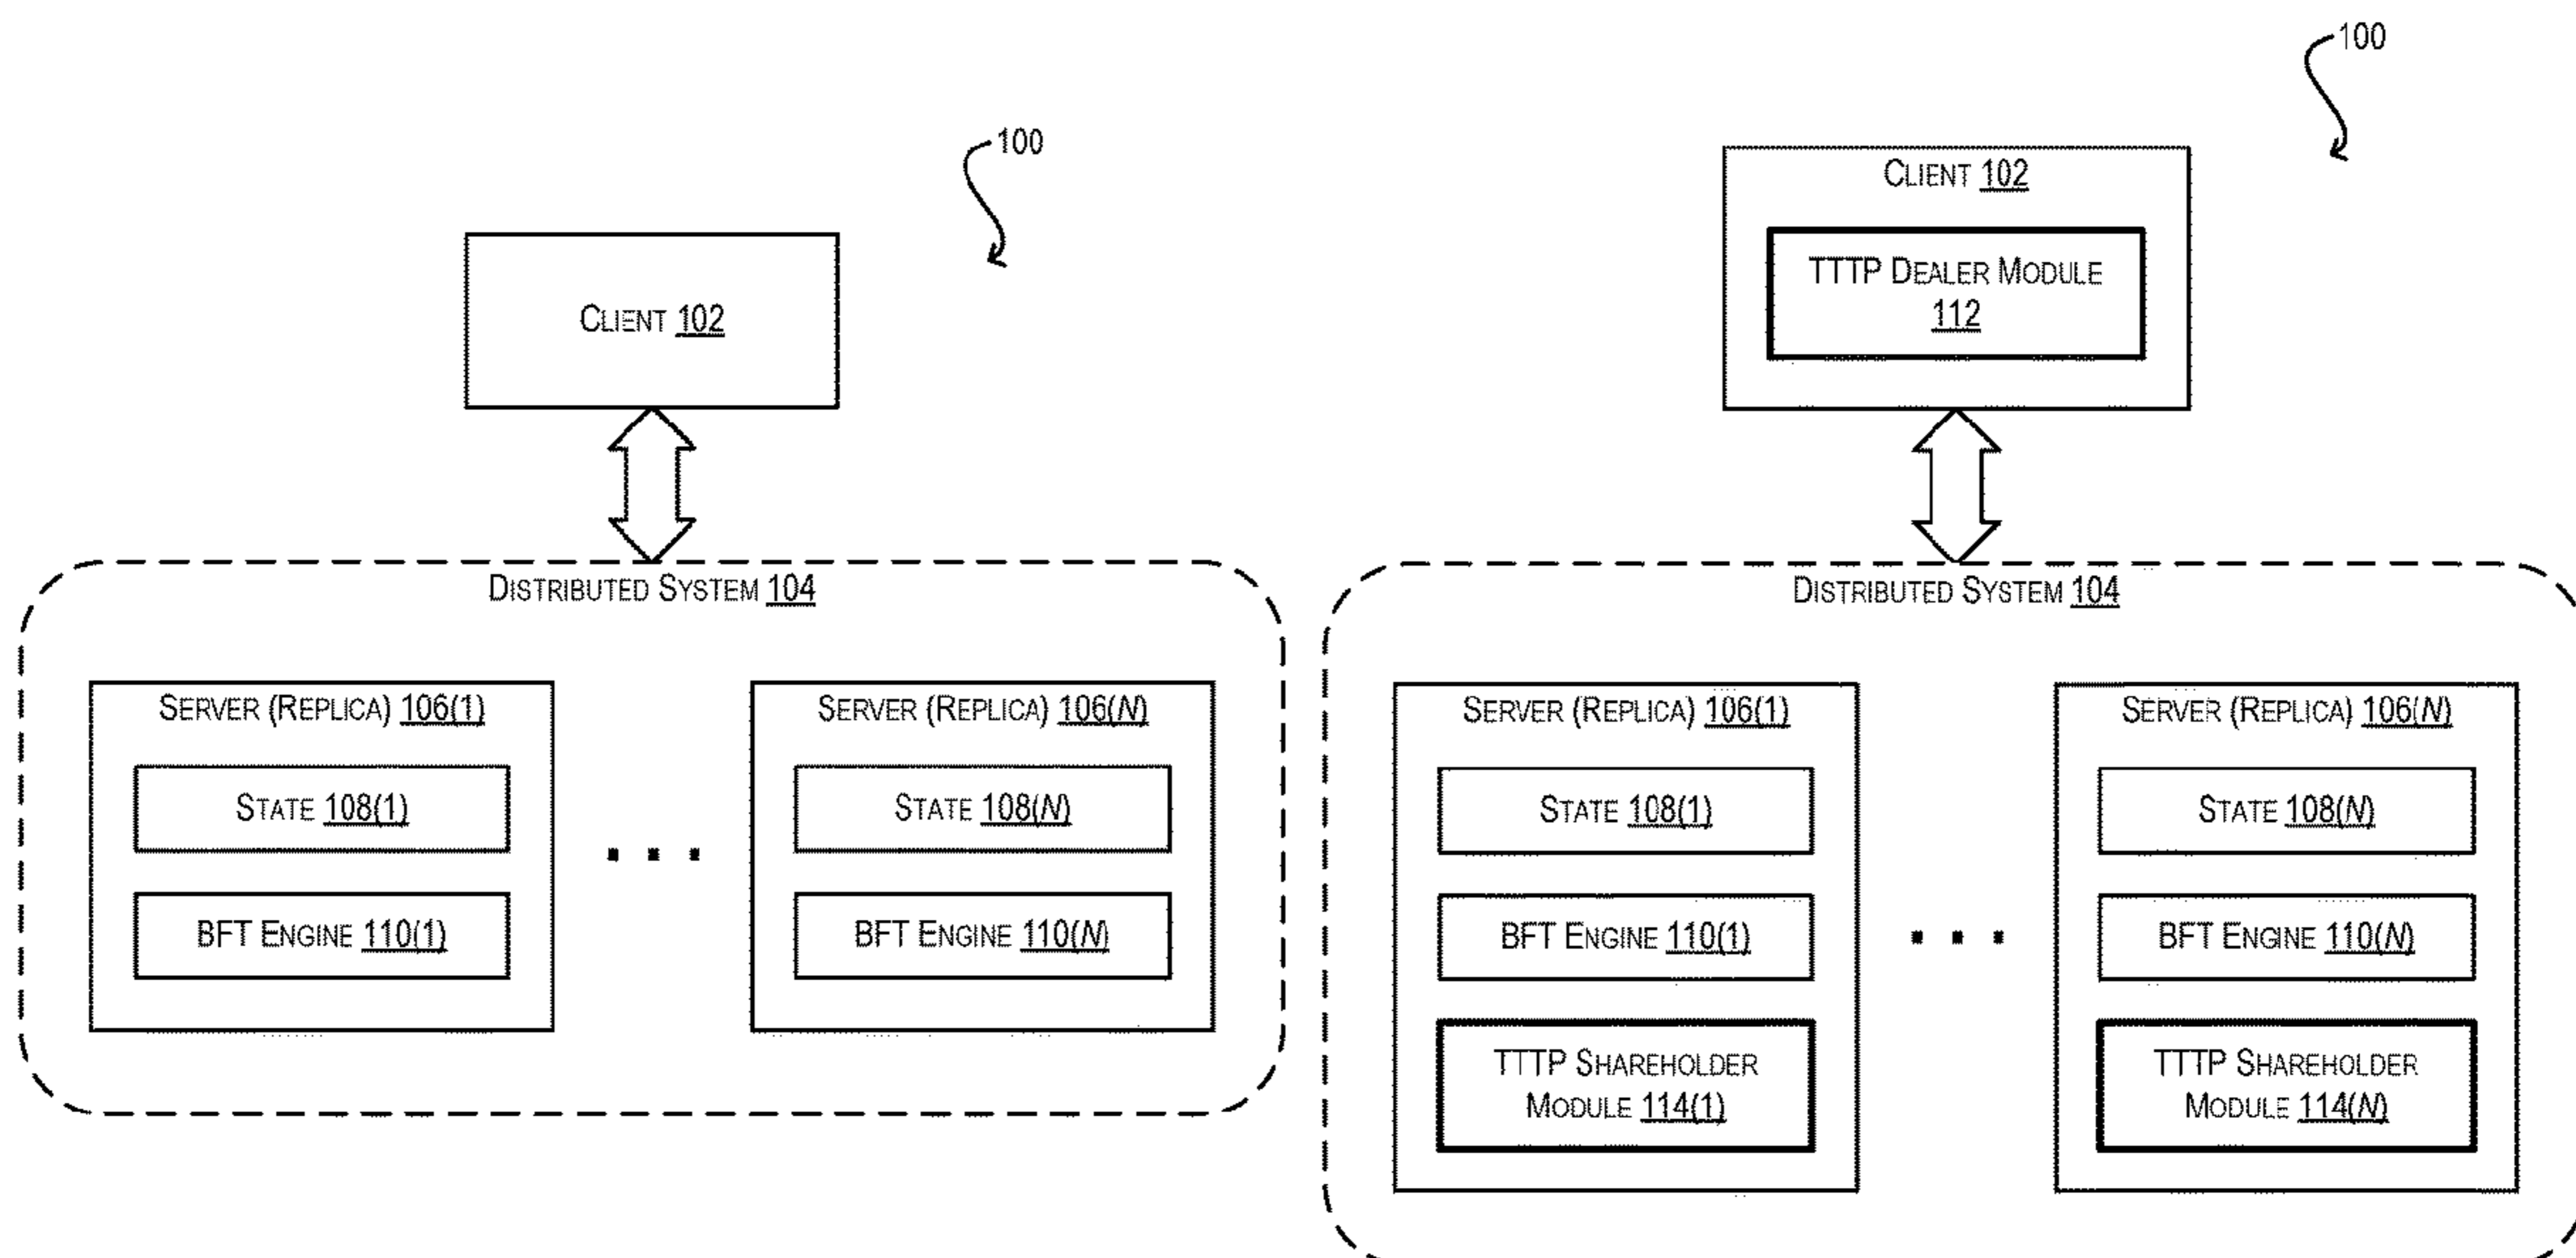 100
CLIENT 102
DISTRIBUTED SYSTEM 104
SERVER (REPLICA) 106(1)
STATE 108(1)
BFT ENGINE 110(1)
SERVER (REPLICA) 106(N)
STATE 108(N)
BFT ENGINE 110(N)
100
CLIENT 102
TTTP DEALER MODULE
112
DISTRIBUTED SYSTEM 104
SERVER (REPLICA) 106(1)
STATE 108(1)
BFT ENGINE 110(1)
TTTP SHAREHOLDER
MODULE 114(1)
SERVER (REPLICA) 106(N)
STATE 108(N)
BFT ENGINE 110(N)
TTTP SHAREHOLDER
MODULE 114(N)